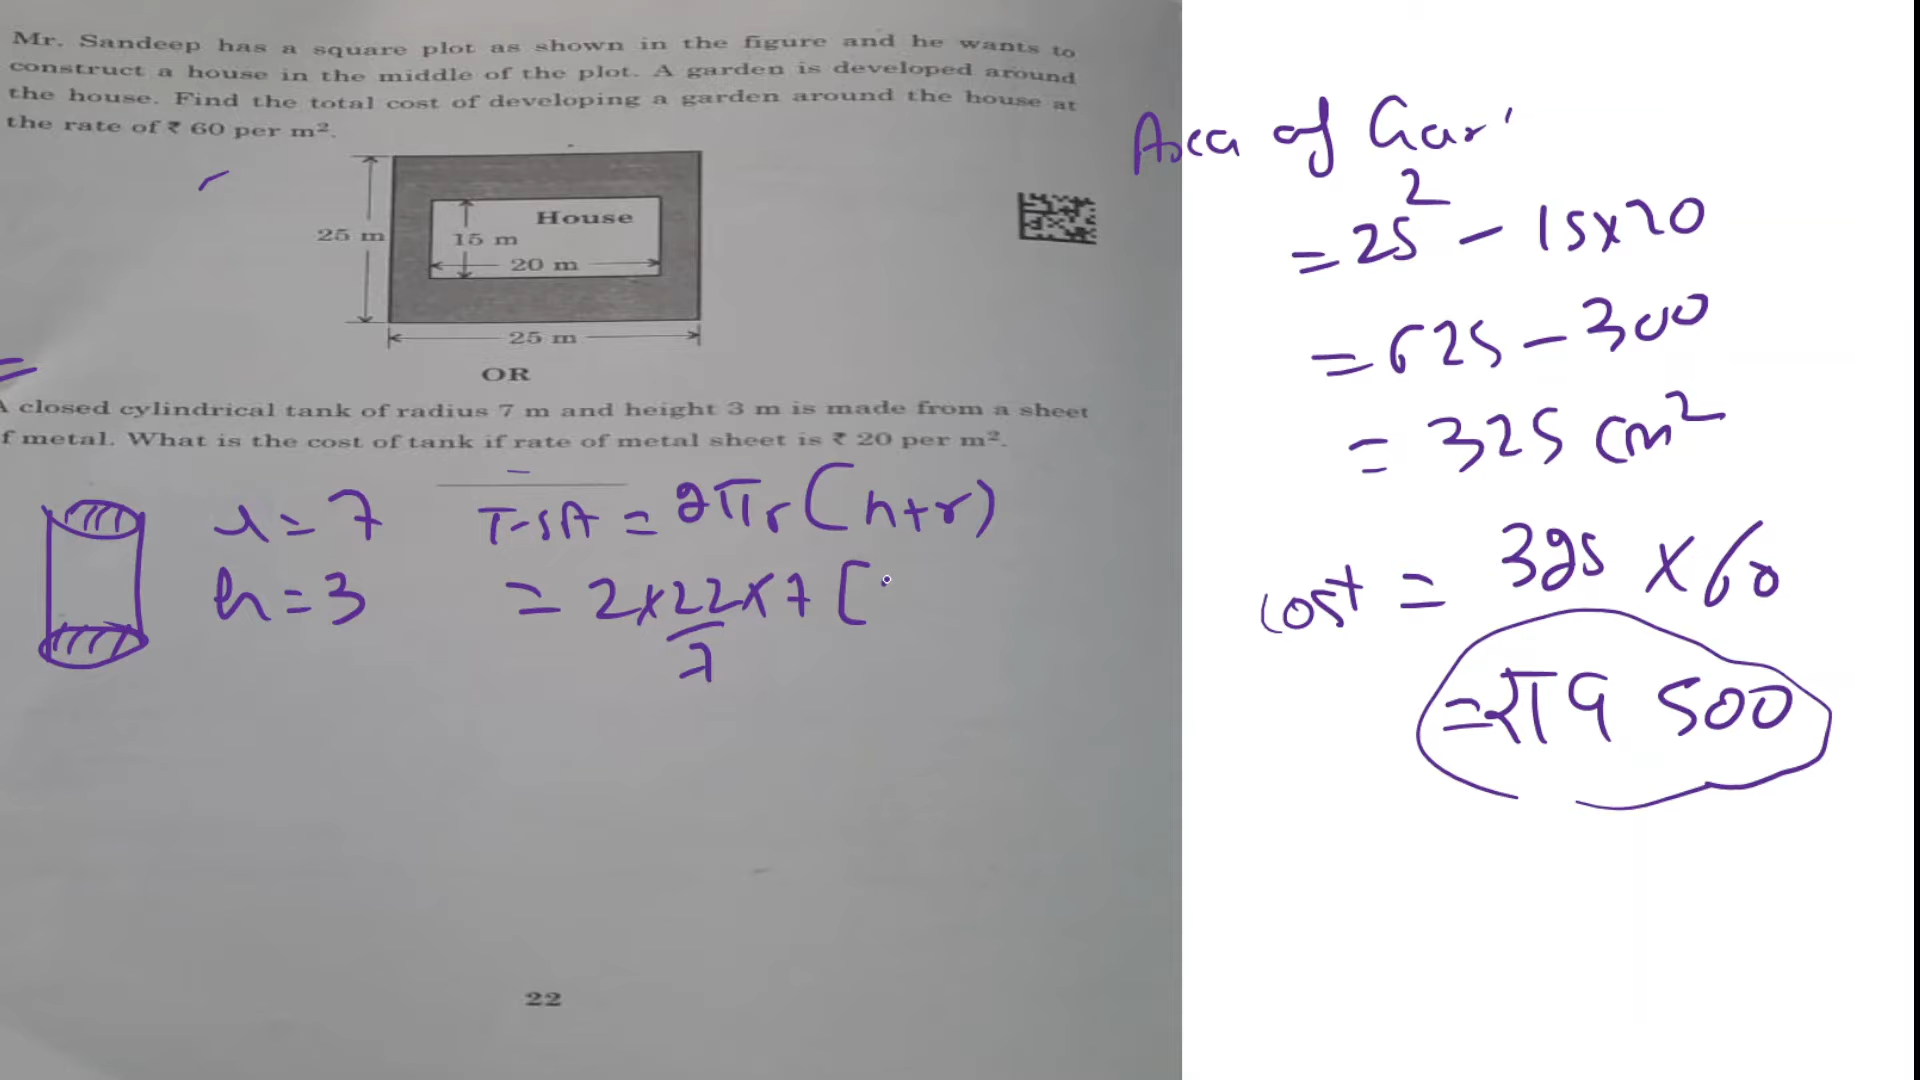 Mr. Sandeep has a square plot as shown in the figure and he wants to
construct a house in the middle of the plot. A garden is developed around
the house. Find the total cost of developing a garden around the house at
the rate of ₹ 60 per m².
House
25 m
15 m
20 m
25 m
OR
A closed cylindrical tank of radius 7 m and height 3 m is made from a sheet
f metal. What is the cost of tank if rate of metal sheet is ₹ 20 per m².
r = 7
h = 3
T-SA = 2πr (h+r)
= 2×22×7 [
7
22
Area of Gar
= 25² - 15×20
= 625 - 300
= 325 cm²
cost = 325 × 60
= 19 500